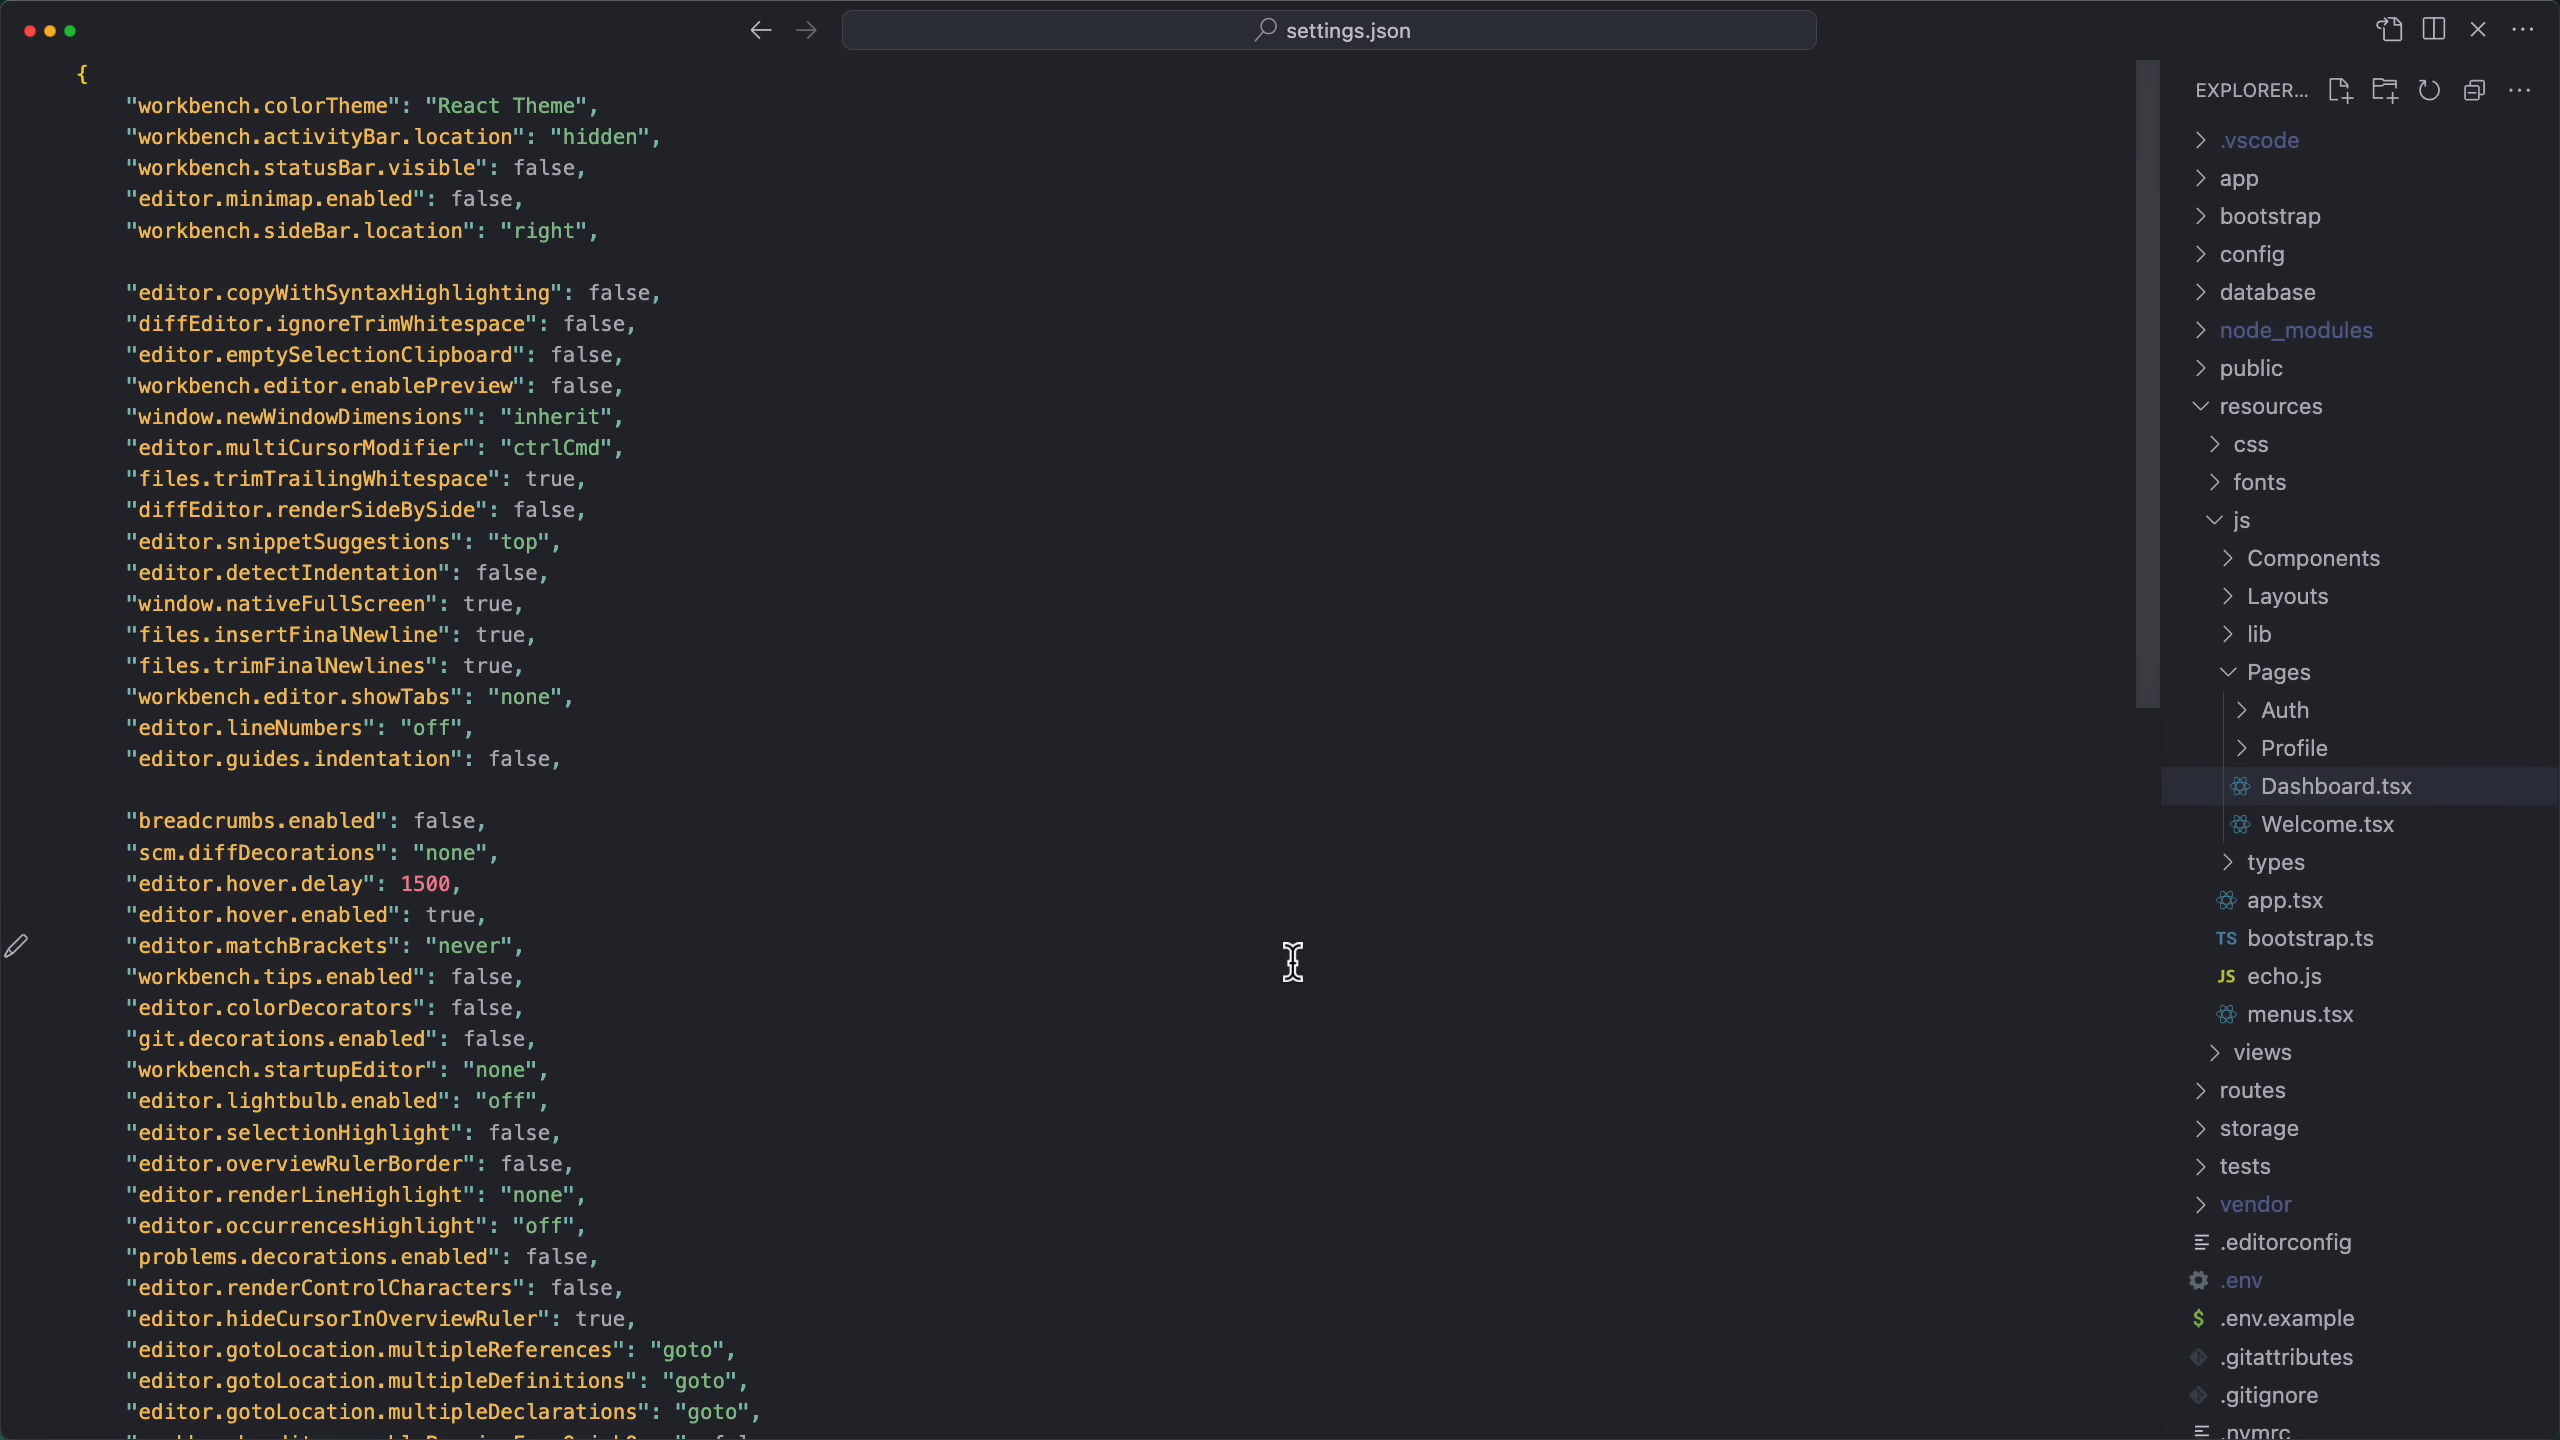 settings.json
{
"workbench.colorTheme": "React Theme",
"workbench.activityBar.location": "hidden",
"workbench.statusBar.visible": false,
"editor.minimap.enabled": false,
"workbench.sideBar.location": "right",
"editor.copyWithSyntaxHighlighting": false,
"diffEditor.ignoreTrimWhitespace": false,
"editor.emptySelectionClipboard": false,
"workbench.editor.enablePreview": false,
"window.newWindowDimensions": "inherit",
"editor.multiCursorModifier": "ctrlCmd",
"files.trimTrailingWhitespace": true,
"diffEditor.renderSideBySide": false,
"editor.snippetSuggestions": "top",
"editor.detectIndentation": false,
"window.nativeFullScreen": true,
"files.insertFinalNewline": true,
"files.trimFinalNewlines": true,
"workbench.editor.showTabs": "none",
"editor.lineNumbers": "off",
"editor.guides.indentation": false,
"breadcrumbs.enabled": false,
"scm.diffDecorations": "none",
"editor.hover.delay": 1500,
"editor.hover.enabled": true,
"editor.matchBrackets": "never",
"workbench.tips.enabled": false,
"editor.colorDecorators": false,
"git.decorations.enabled": false,
"workbench.startupEditor": "none",
"editor.lightbulb.enabled": "off",
"editor.selectionHighlight": false,
"editor.overviewRulerBorder": false,
"editor.renderLineHighlight": "none",
"editor.occurrencesHighlight": "off",
"problems.decorations.enabled": false,
"editor.renderControlCharacters": false,
"editor.hideCursorInOverviewRuler": true,
"editor.gotoLocation.multipleReferences": "goto",
"editor.gotoLocation.multipleDefinitions": "goto",
"editor.gotoLocation.multipleDeclarations": "goto",
EXPLORER...
.vscode
app
bootstrap
config
database
node_modules
public
resources
css
fonts
js
Components
Layouts
lib
Pages
Auth
Profile
Dashboard.tsx
Welcome.tsx
types
app.tsx
TS bootstrap.ts
JS echo.js
menus.tsx
views
routes
storage
tests
vendor
.editorconfig
.env
$ .env.example
.gitattributes
.gitignore
.nvmrc